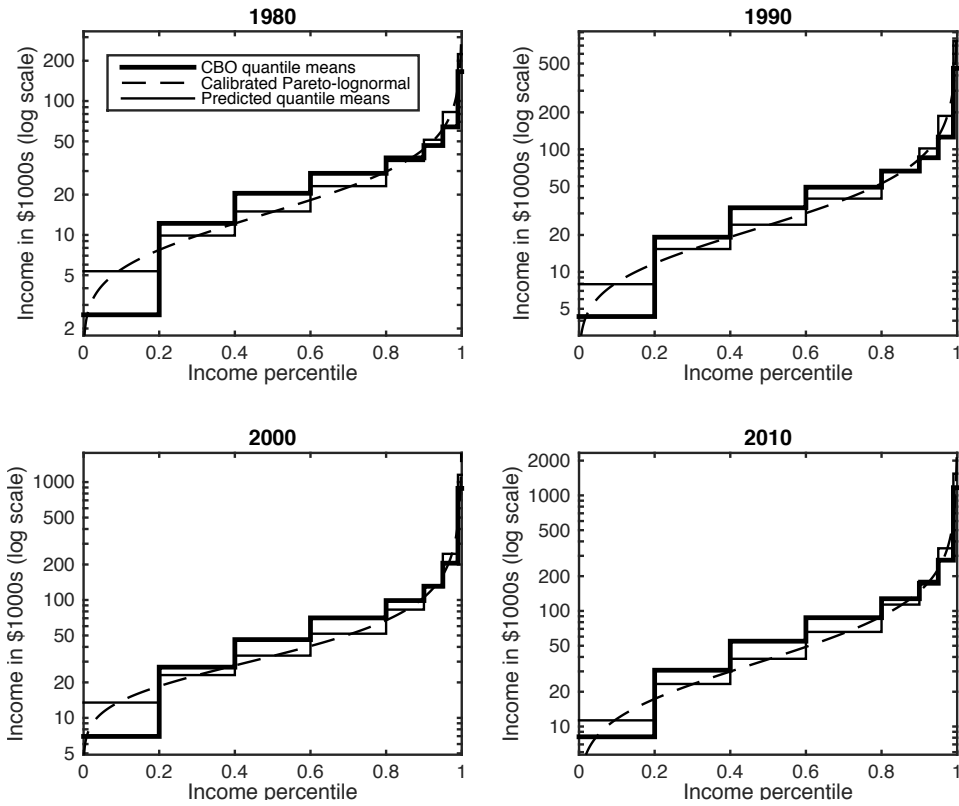 1980
Income in $1000s (log scale)
200
100
50
20
10
5
2
CBO quantile means
Calibrated Pareto-lognormal
Predicted quantile means
0 0.2 0.4 0.6 0.8 1
Income percentile
1990
Income in $1000s (log scale)
500
100
50
20
10
5
0 0.2 0.4 0.6 0.8 1
Income percentile
2000
Income in $1000s (log scale)
1000
500
200
100
50
20
10
5
0 0.2 0.4 0.6 0.8 1
Income percentile
2010
Income in $1000s (log scale)
2000
1000
500
200
100
50
20
10
0 0.2 0.4 0.6 0.8 1
Income percentile